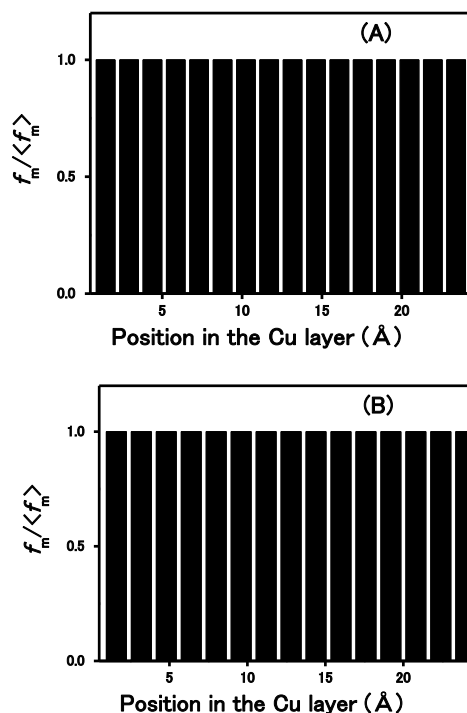 (A)
1.0
0.5
0.0
f_m/<f_m>
5 10 15 20
Position in the Cu layer (Å)
(B)
1.0
0.5
0.0
f_m/<f_m>
5 10 15 20
Position in the Cu layer (Å)